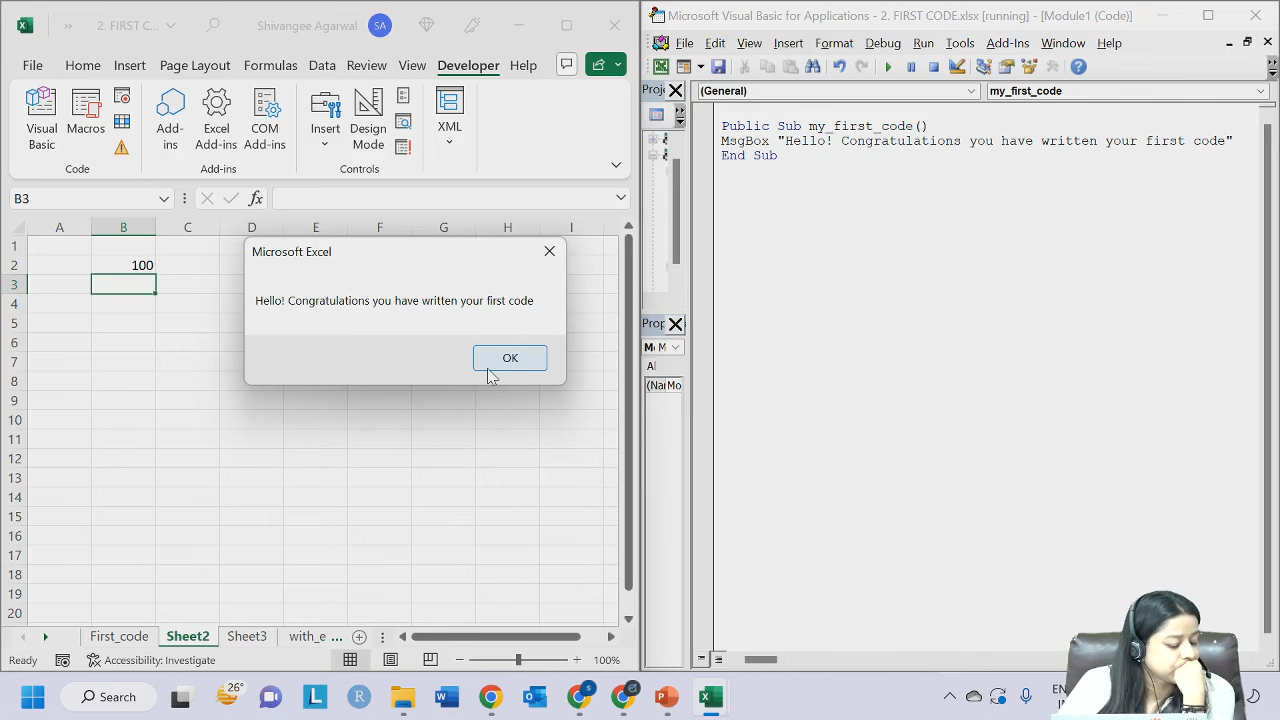 2. FIRST C...
Shivangee Agarwal
SA
File Home Insert Page Layout Formulas Data Review View Developer Help
Visual Basic
Macros
Code
Add-ins
Excel Add-ins
COM Add-ins
Add-ins
Insert
Design Mode
Controls
XML
B3
fx
A B C D E F G H I
1
2 100
3
4
5
6
7
8
9
10
11
12
13
14
15
16
17
18
19
20
Microsoft Excel
Hello! Congratulations you have written your first code
OK
First_code Sheet2 Sheet3 with_e ...
Ready Accessibility: Investigate 100%
Microsoft Visual Basic for Applications - 2. FIRST CODE.xlsx [running] - [Module1 (Code)]
File Edit View Insert Format Debug Run Tools Add-Ins Window Help
Proj
(General) my_first_code
Public Sub my_first_code()
MsgBox "Hello! Congratulations you have written your first code"
End Sub
Prop
M
Al
(Nar Mo
26°
Search
EN